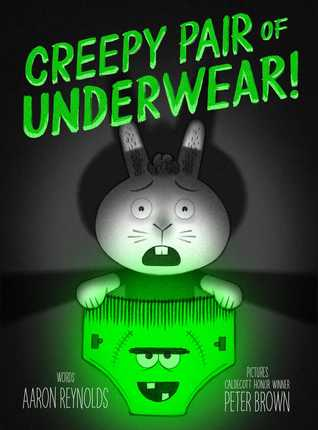 CREEPY PAIR OF
UNDERWEAR!
WORDS
AARON REYNOLDS
PICTURES
CALDECOTT HONOR WINNER
PETER BROWN